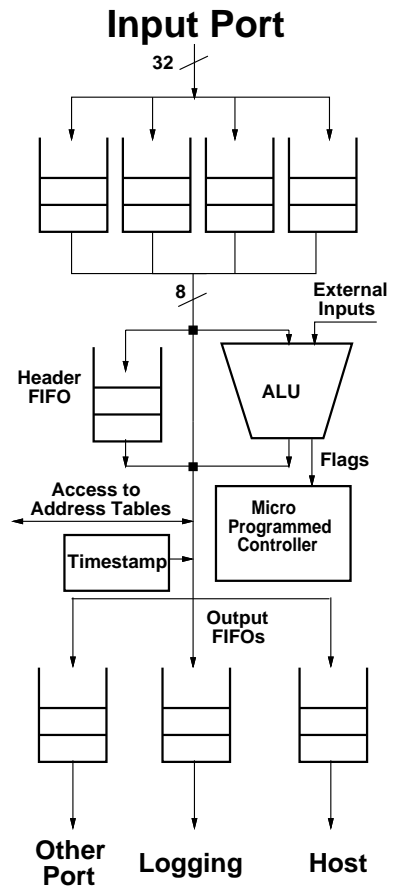 Input Port
32
8
External
Inputs
Header
FIFO
ALU
Flags
Access to
Address Tables
Micro
Programmed
Controller
Timestamp
Output
FIFOs
Other
Port
Logging
Host